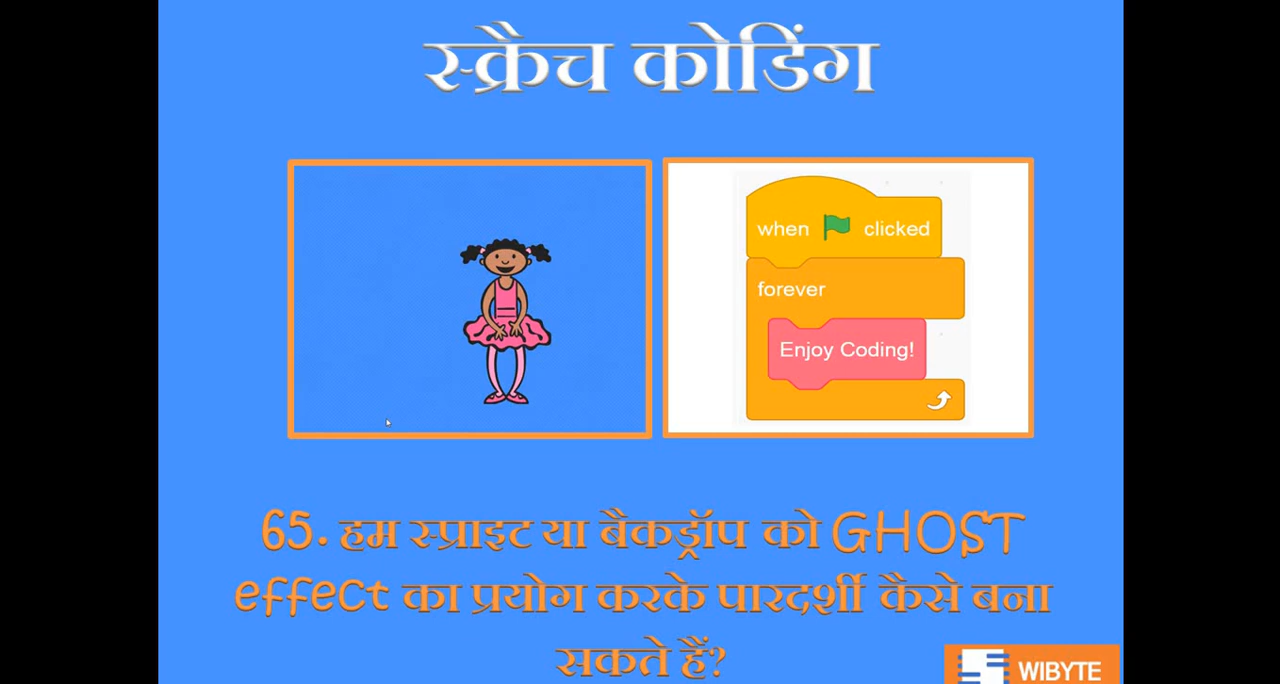 स्क्रैच कोडिंग
when clicked
forever
Enjoy Coding!
65. हम स्प्राइट या बैकड्रॉप को GHOST
effect का प्रयोग करके पारदर्शी कैसे बना
सकते हैं?
WIBYTE